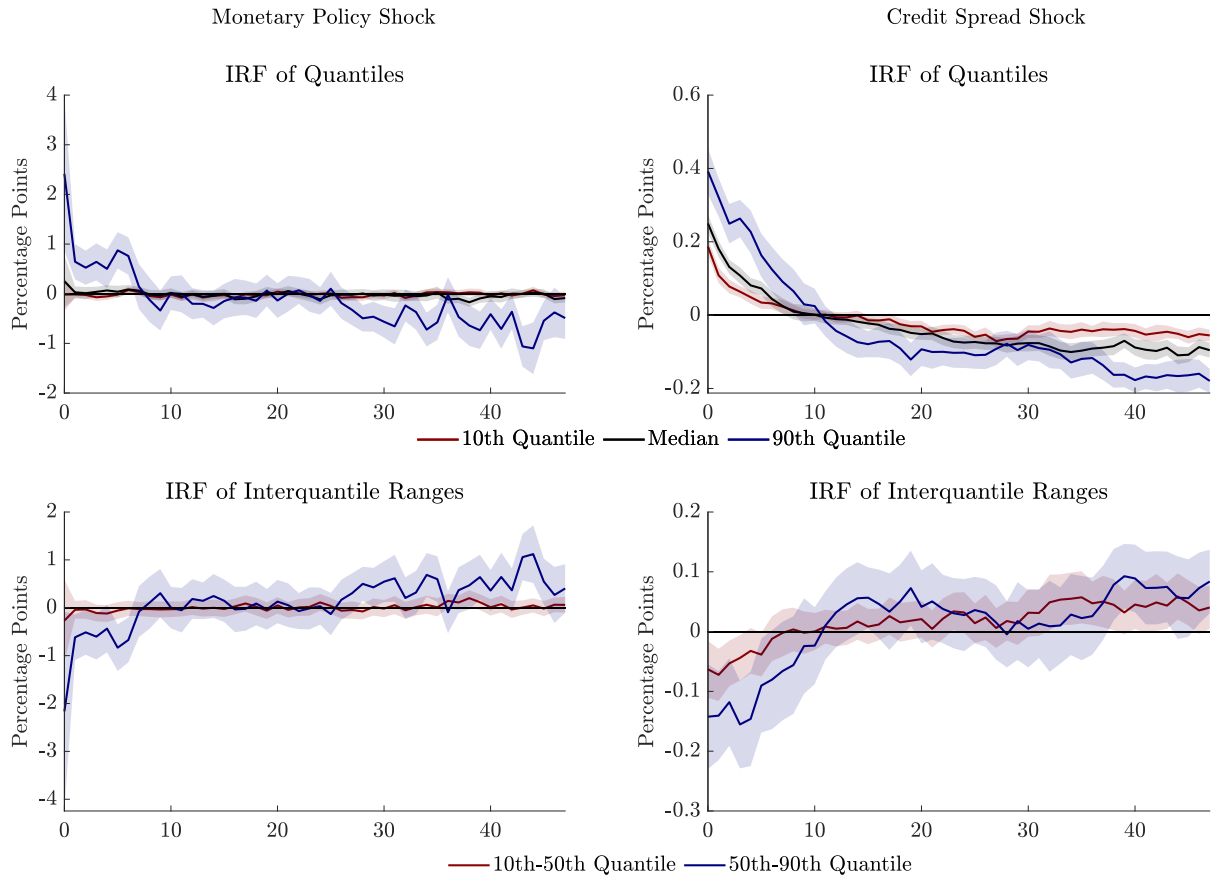 Monetary Policy Shock
Credit Spread Shock
IRF of Quantiles
Percentage Points
4
3
2
1
0
-1
-2
0 10 20 30 40
IRF of Quantiles
Percentage Points
0.6
0.4
0.2
0
-0.2
0 10 20 30 40
10th Quantile Median 90th Quantile
IRF of Interquantile Ranges
Percentage Points
2
1
0
-1
-2
-3
-4
0 10 20 30 40
IRF of Interquantile Ranges
Percentage Points
0.2
0.1
0
-0.1
-0.2
-0.3
0 10 20 30 40
10th-50th Quantile 50th-90th Quantile